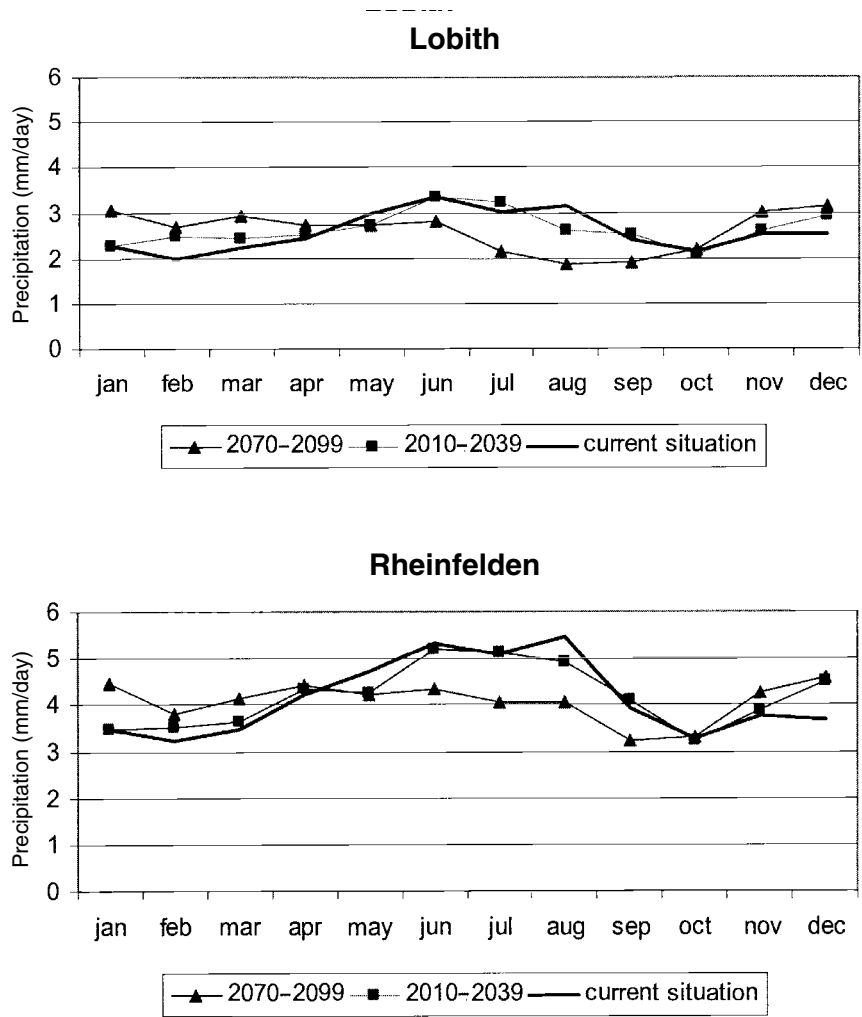 Lobith
Precipitation (mm/day)
6
5
4
3
2
1
0
jan feb mar apr may jun jul aug sep oct nov dec
2070–2099 2010–2039 current situation
Rheinfelden
Precipitation (mm/day)
6
5
4
3
2
1
0
jan feb mar apr may jun jul aug sep oct nov dec
2070–2099 2010–2039 current situation